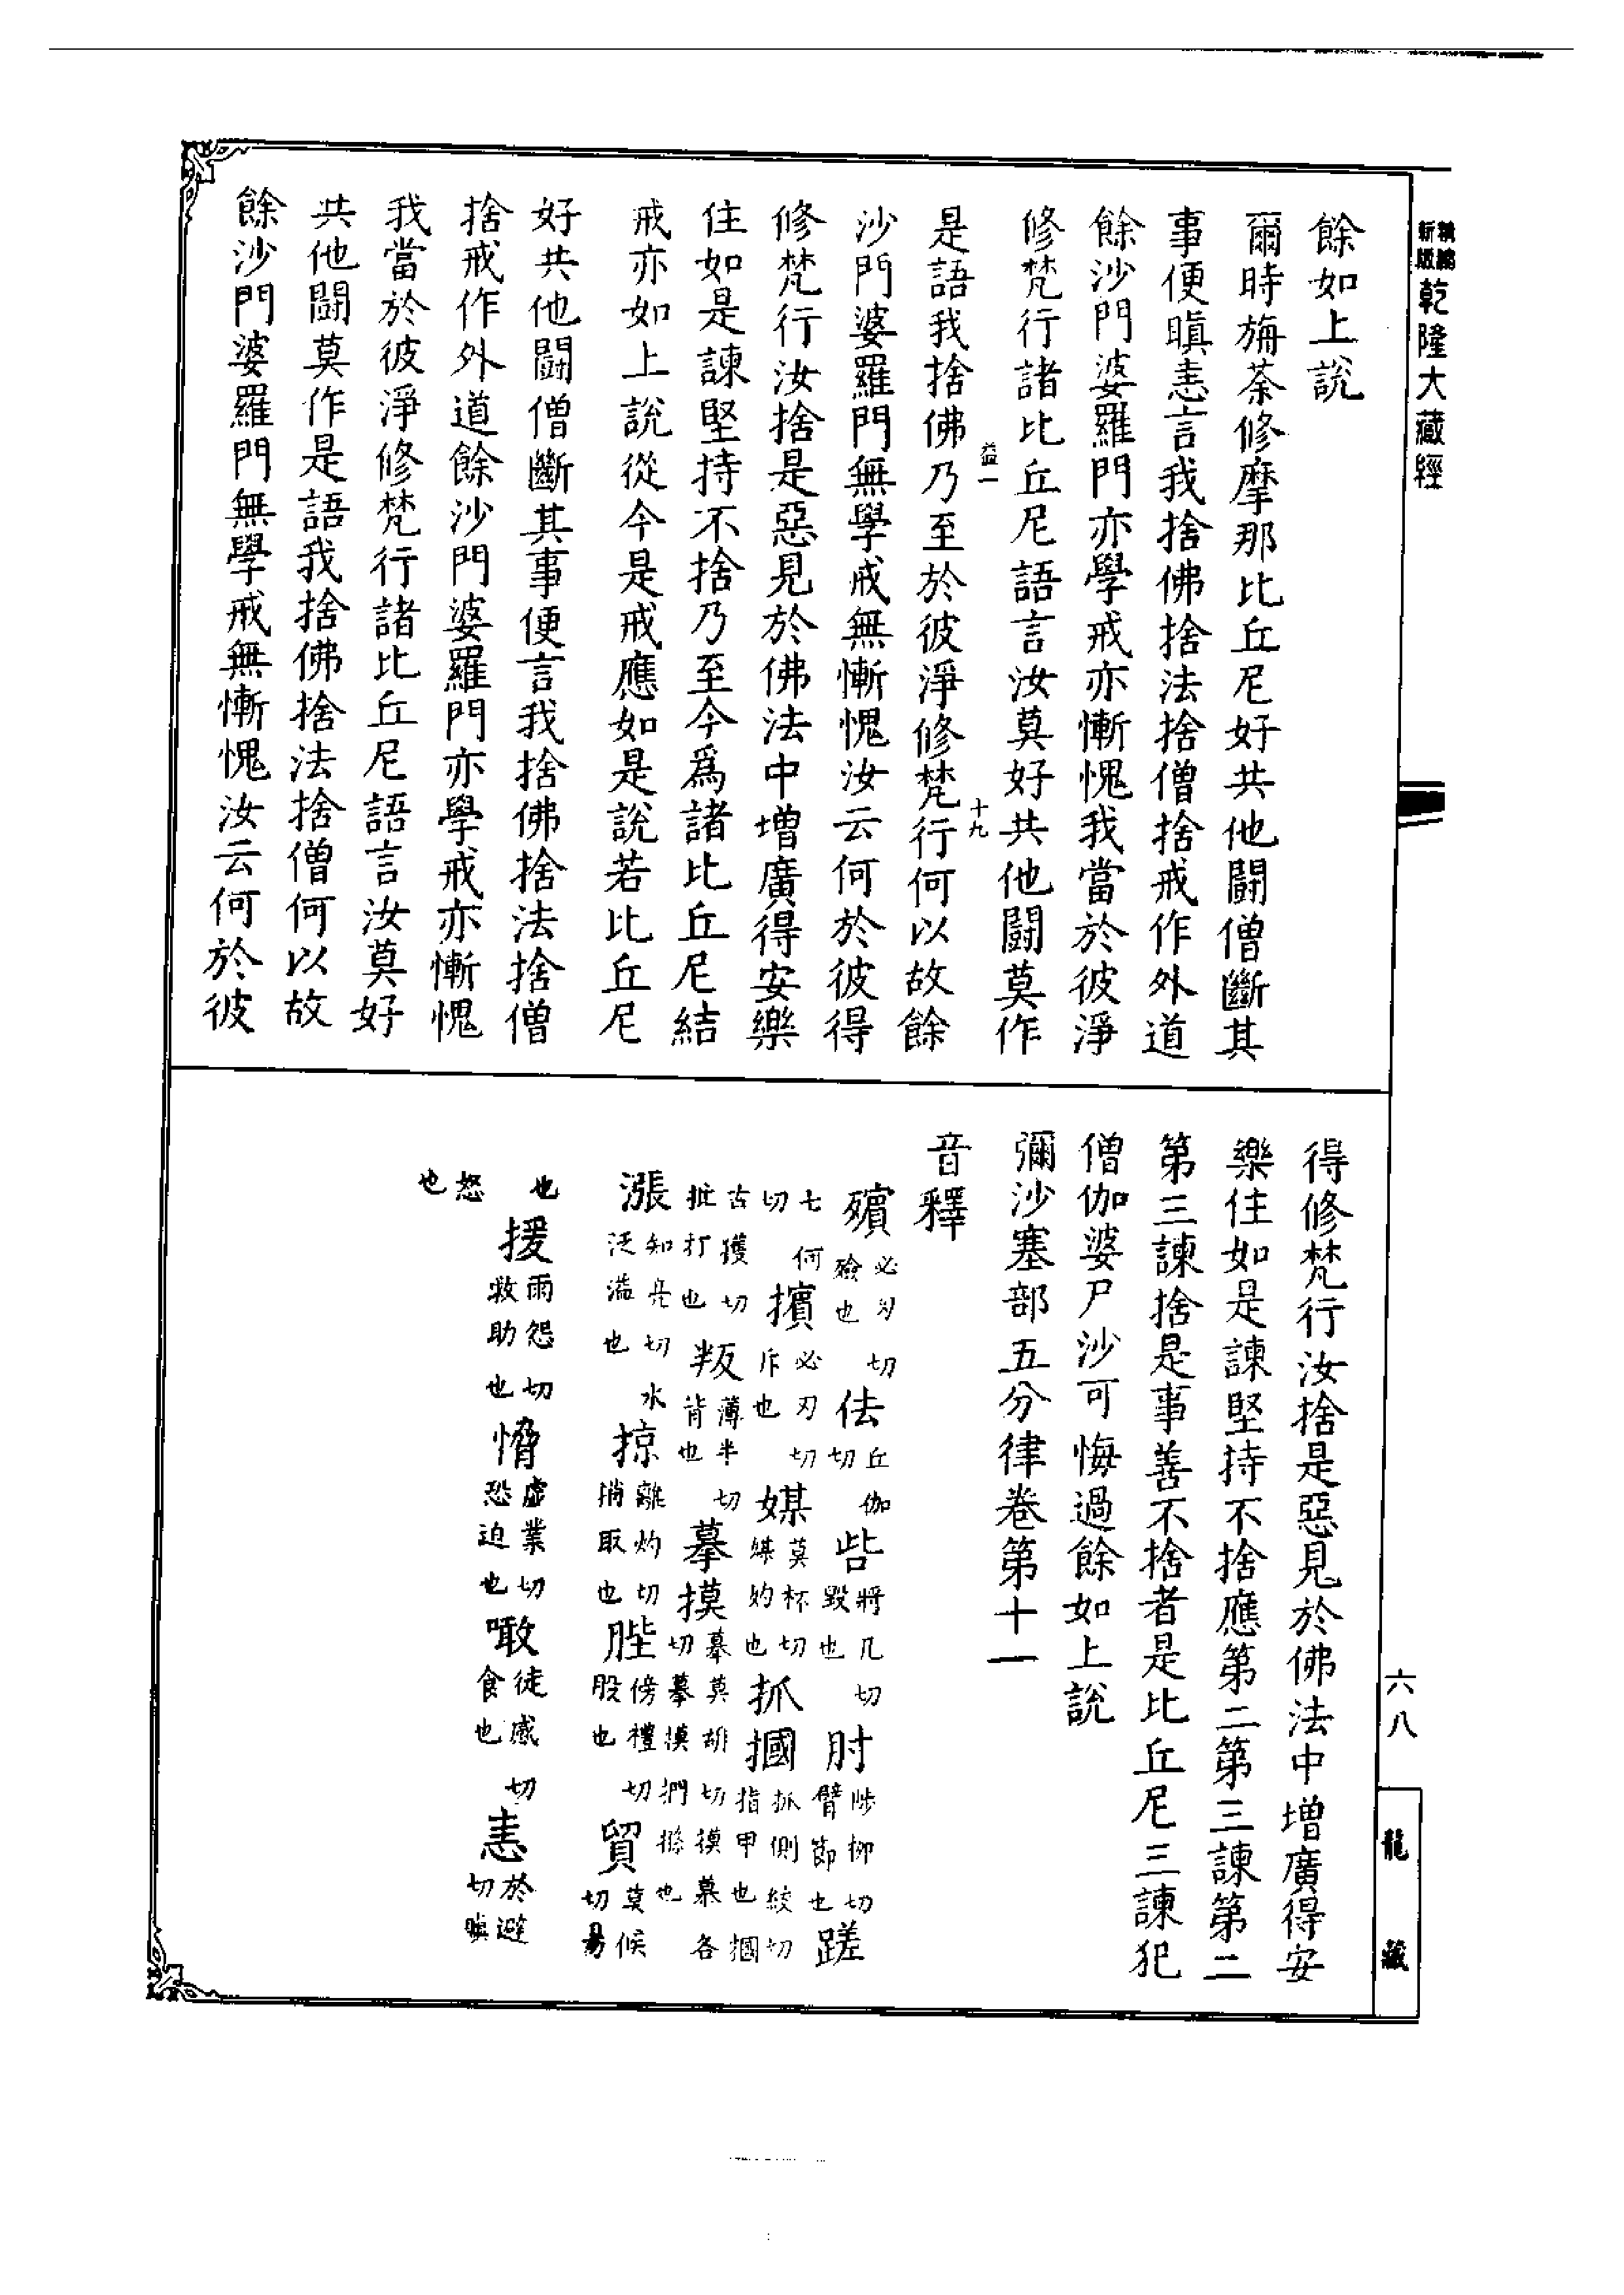 新編
新版
乾隆大藏經
餘如上說
爾時旃荼修摩那比丘尼好共他鬪僧斷其
事便瞋恚言我捨佛捨法捨僧捨戒作外道
餘沙門婆羅門亦學戒亦慚愧我當於彼淨
修梵行諸比丘尼語言汝莫好共他鬪莫作
益一
十九
是語我捨佛乃至於彼淨修梵行何以故餘
沙門婆羅門無學戒無慚愧汝云何於彼得
修梵行汝捨是惡見於佛法中增廣得安樂
住如是諫堅持不捨乃至今為諸比丘尼結
戒亦如上說從今是戒應如是說若比丘尼
好共他鬪僧斷其事便言我捨佛捨法捨僧
捨戒作外道餘沙門婆羅門亦學戒亦慚愧
我當於彼淨修梵行諸比丘尼語言汝莫好
共他鬪莫作是語我捨佛捨法捨僧何以故
餘沙門婆羅門無學戒無慚愧汝云何於彼
得修梵行汝捨是惡見於佛法中增廣得安
樂住如是諫堅持不捨應第二第三諫第二
第三諫捨是事善不捨者是比丘尼三諫犯
僧伽婆尸沙可悔過餘如上說
彌沙塞部五分律卷第十一
音釋
殯必刃切殮也 佉丘伽切 呰將几切毀也 肘陟柳切臂節也 蹉
七何切 擯必刃切斥也 媒莫杯切媒妁也 抓摑抓側絞切指甲也摑
古獲切抓打也 叛薄半切背也 摹摸摹莫胡切摸慕各切摹摸捫搎也
漲知亮切水泛溢也 掠離灼切捎取也 䏶傍禮切股也 貿莫候切易
也 援雨怨切救助也 愶虛業切恐迫也 噉徒感切食也 恚於避切瞋
怒也
六八
龍藏